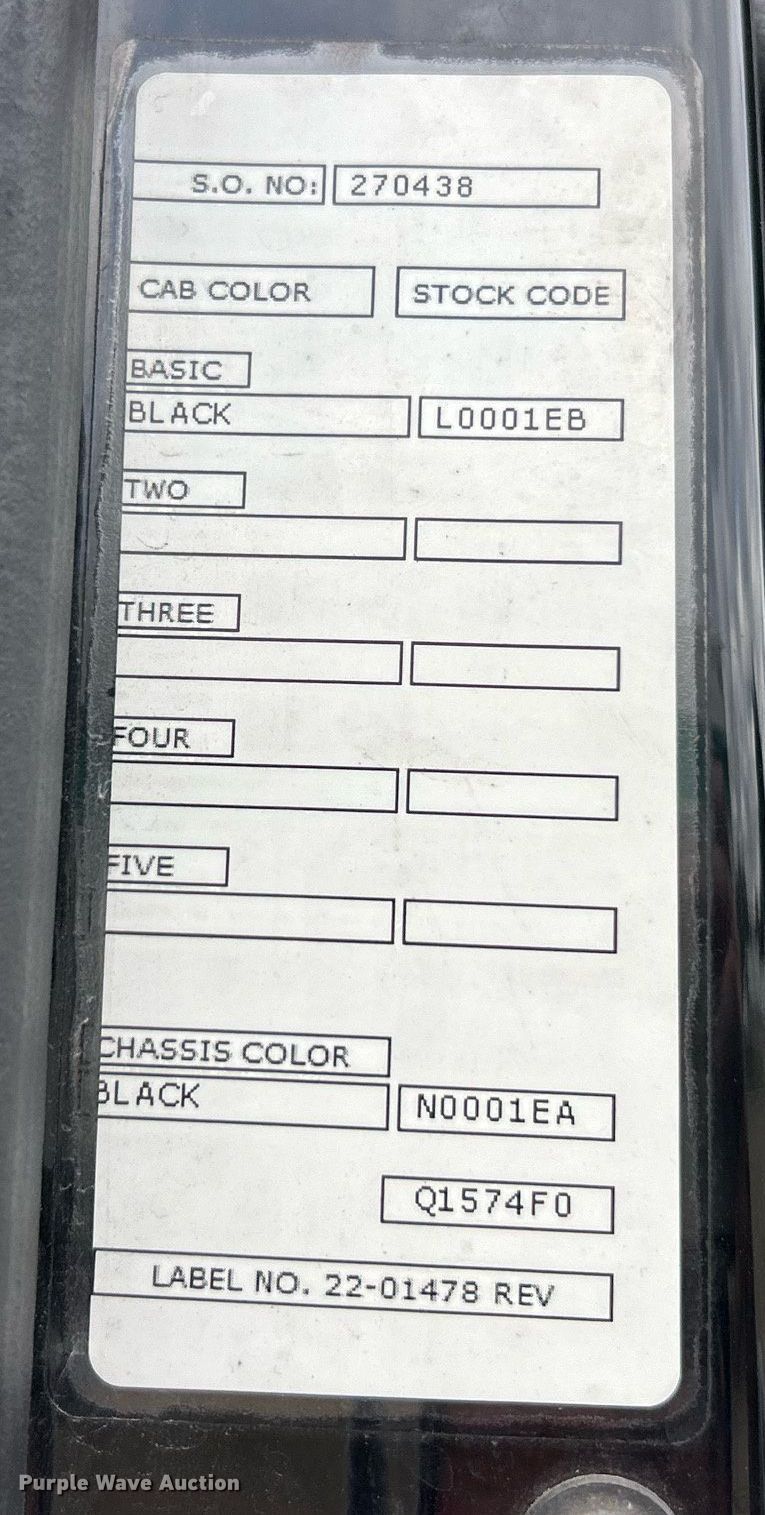 S.O. NO: 270438
CAB COLOR STOCK CODE
BASIC
BLACK L0001EB
TWO
THREE
FOUR
FIVE
CHASSIS COLOR
BLACK N0001EA
Q1574F0
LABEL NO. 22-01478 REV
Purple Wave Auction